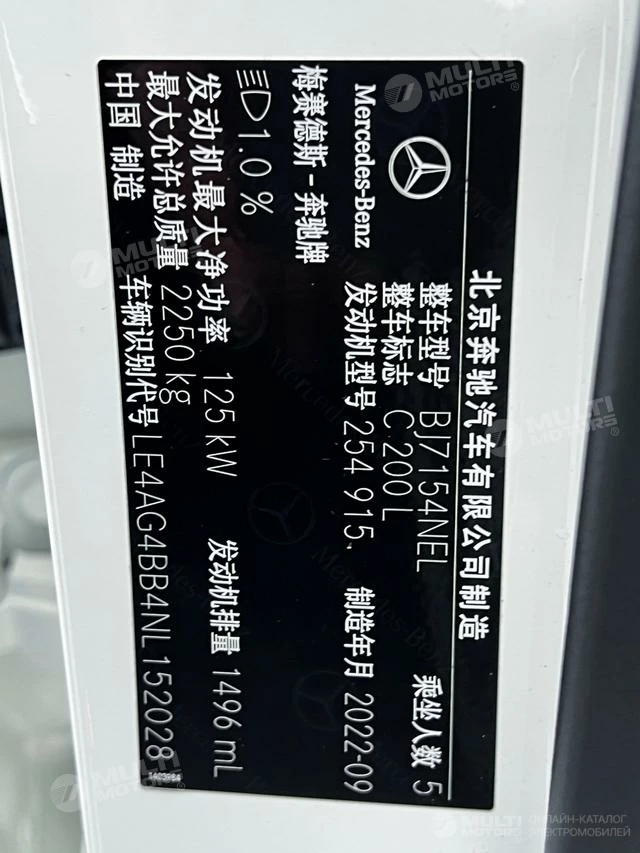 北京奔驰汽车有限公司制造
Mercedes-Benz
整车型号 BJ7154NEL 乘坐人数 5
整车标志 C 200 L
梅赛德斯-奔驰牌 发动机型号 254 915. 制造年月 2022-09
1.0 %
发动机最大净功率 125 kW 发动机排量 1496 mL
最大允许总质量 2250 kg
中国 制造 车辆识别代号 LE4AG4BB4NL152028
MULTI MOTORS
ОНЛАЙН-КАТАЛОГ
ЭЛЕКТРОМОБИЛЕЙ